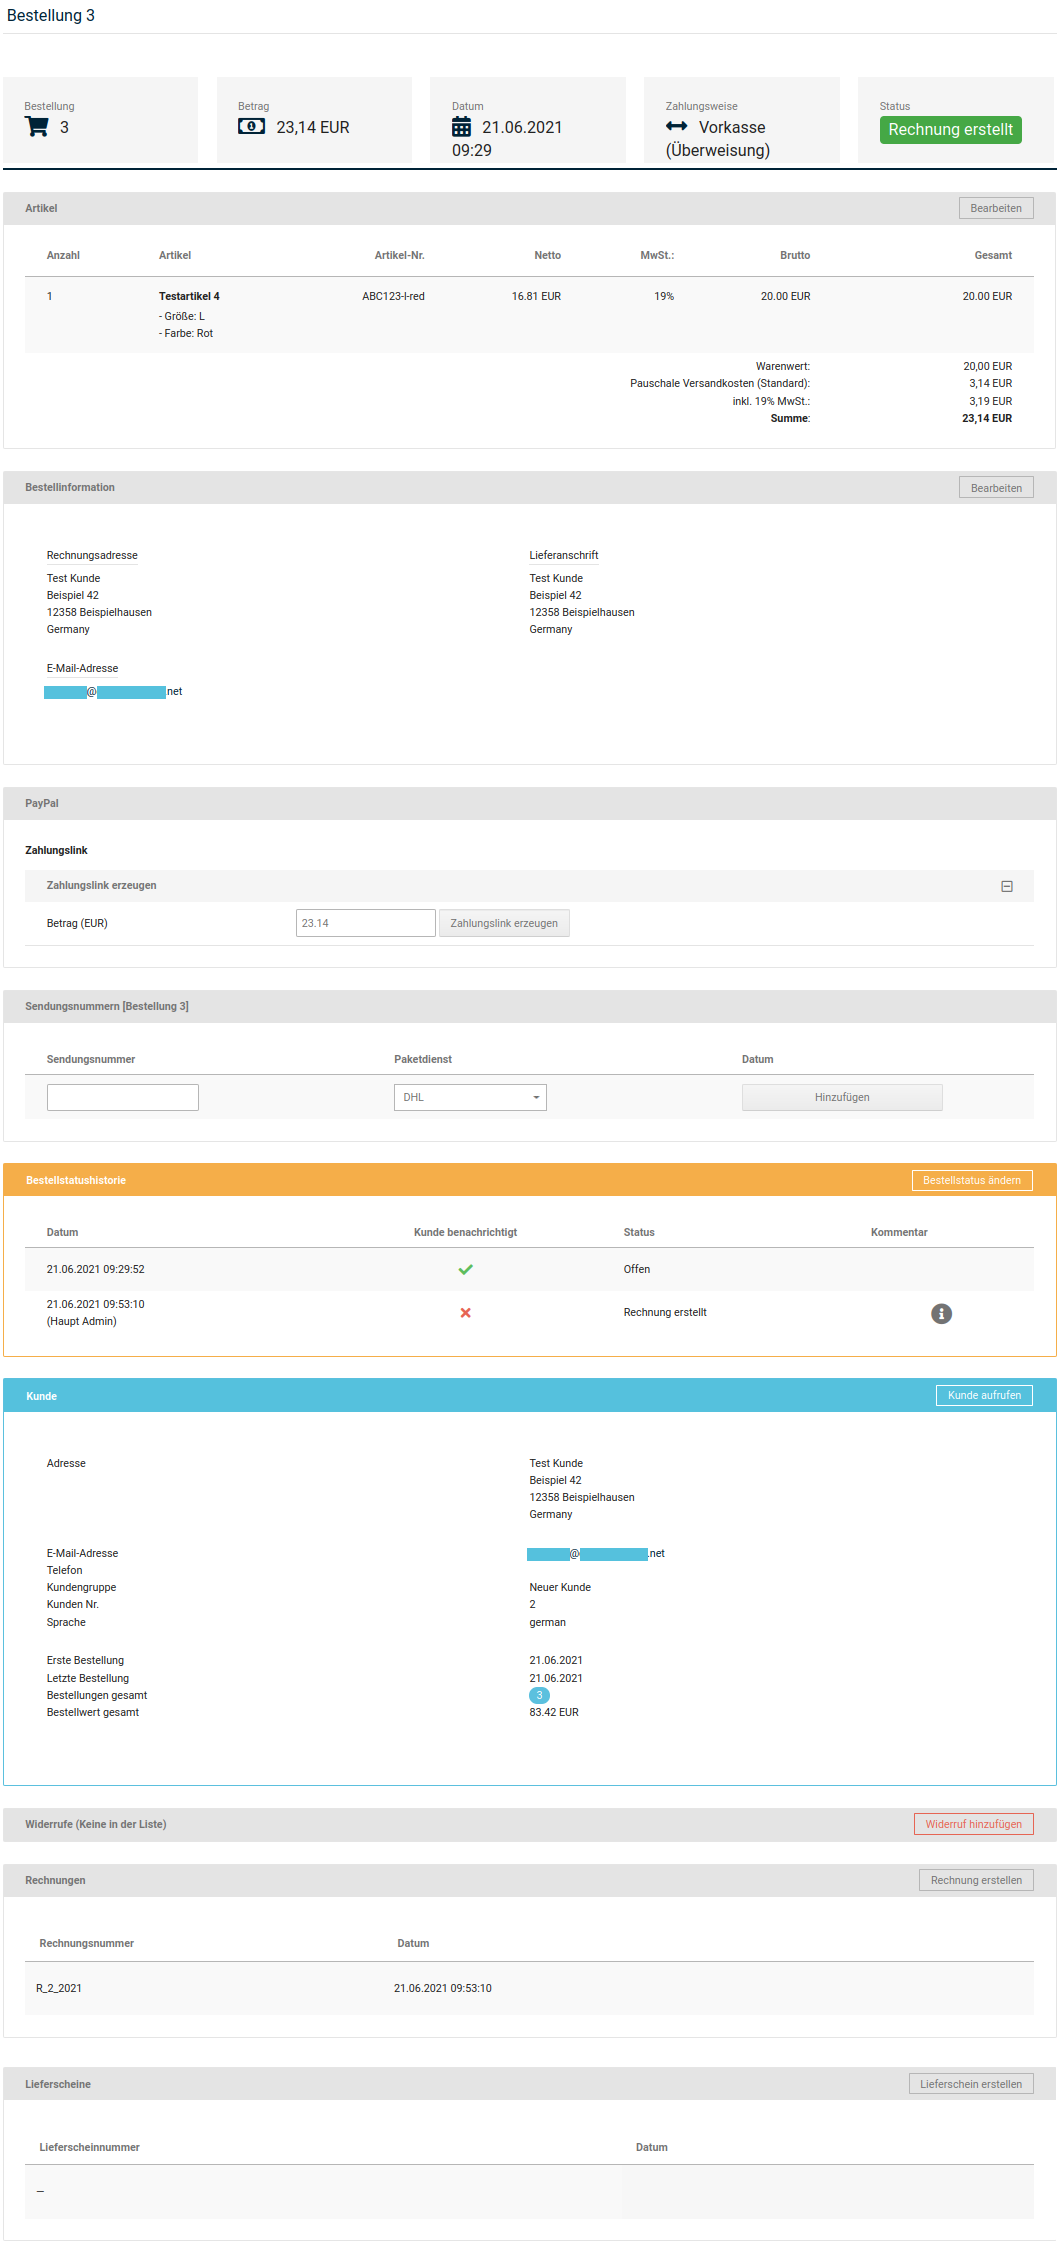 Bestellung 3
Bestellung
3
Betrag
23,14 EUR
Datum
21.06.2021
09:29
Zahlungsweise
Vorkasse
(Überweisung)
Status
Rechnung erstellt
Artikel
Bearbeiten
Anzahl Artikel Artikel-Nr. Netto MwSt.: Brutto Gesamt
1 Testartikel 4 ABC123-l-red 16.81 EUR 19% 20.00 EUR 20.00 EUR
- Größe: L
- Farbe: Rot
Warenwert: 20,00 EUR
Pauschale Versandkosten (Standard): 3,14 EUR
inkl. 19% MwSt.: 3,19 EUR
Summe: 23,14 EUR
Bestellinformation
Bearbeiten
Rechnungsadresse
Test Kunde
Beispiel 42
12358 Beispielhausen
Germany
Lieferanschrift
Test Kunde
Beispiel 42
12358 Beispielhausen
Germany
E-Mail-Adresse
@ .net
PayPal
Zahlungslink
Zahlungslink erzeugen
Betrag (EUR) 23.14 Zahlungslink erzeugen
Sendungsnummern [Bestellung 3]
Sendungsnummer Paketdienst Datum
DHL Hinzufügen
Bestellstatushistorie
Bestellstatus ändern
Datum Kunde benachrichtigt Status Kommentar
21.06.2021 09:29:52 Offen
21.06.2021 09:53:10
(Haupt Admin)
Rechnung erstellt
Kunde
Kunde aufrufen
Adresse
Test Kunde
Beispiel 42
12358 Beispielhausen
Germany
E-Mail-Adresse @ .net
Telefon
Kundengruppe Neuer Kunde
Kunden Nr. 2
Sprache german
Erste Bestellung 21.06.2021
Letzte Bestellung 21.06.2021
Bestellungen gesamt 3
Bestellwert gesamt 83.42 EUR
Widerrufe (Keine in der Liste)
Widerruf hinzufügen
Rechnungen
Rechnung erstellen
Rechnungsnummer Datum
R_2_2021 21.06.2021 09:53:10
Lieferscheine
Lieferschein erstellen
Lieferscheinnummer Datum
—